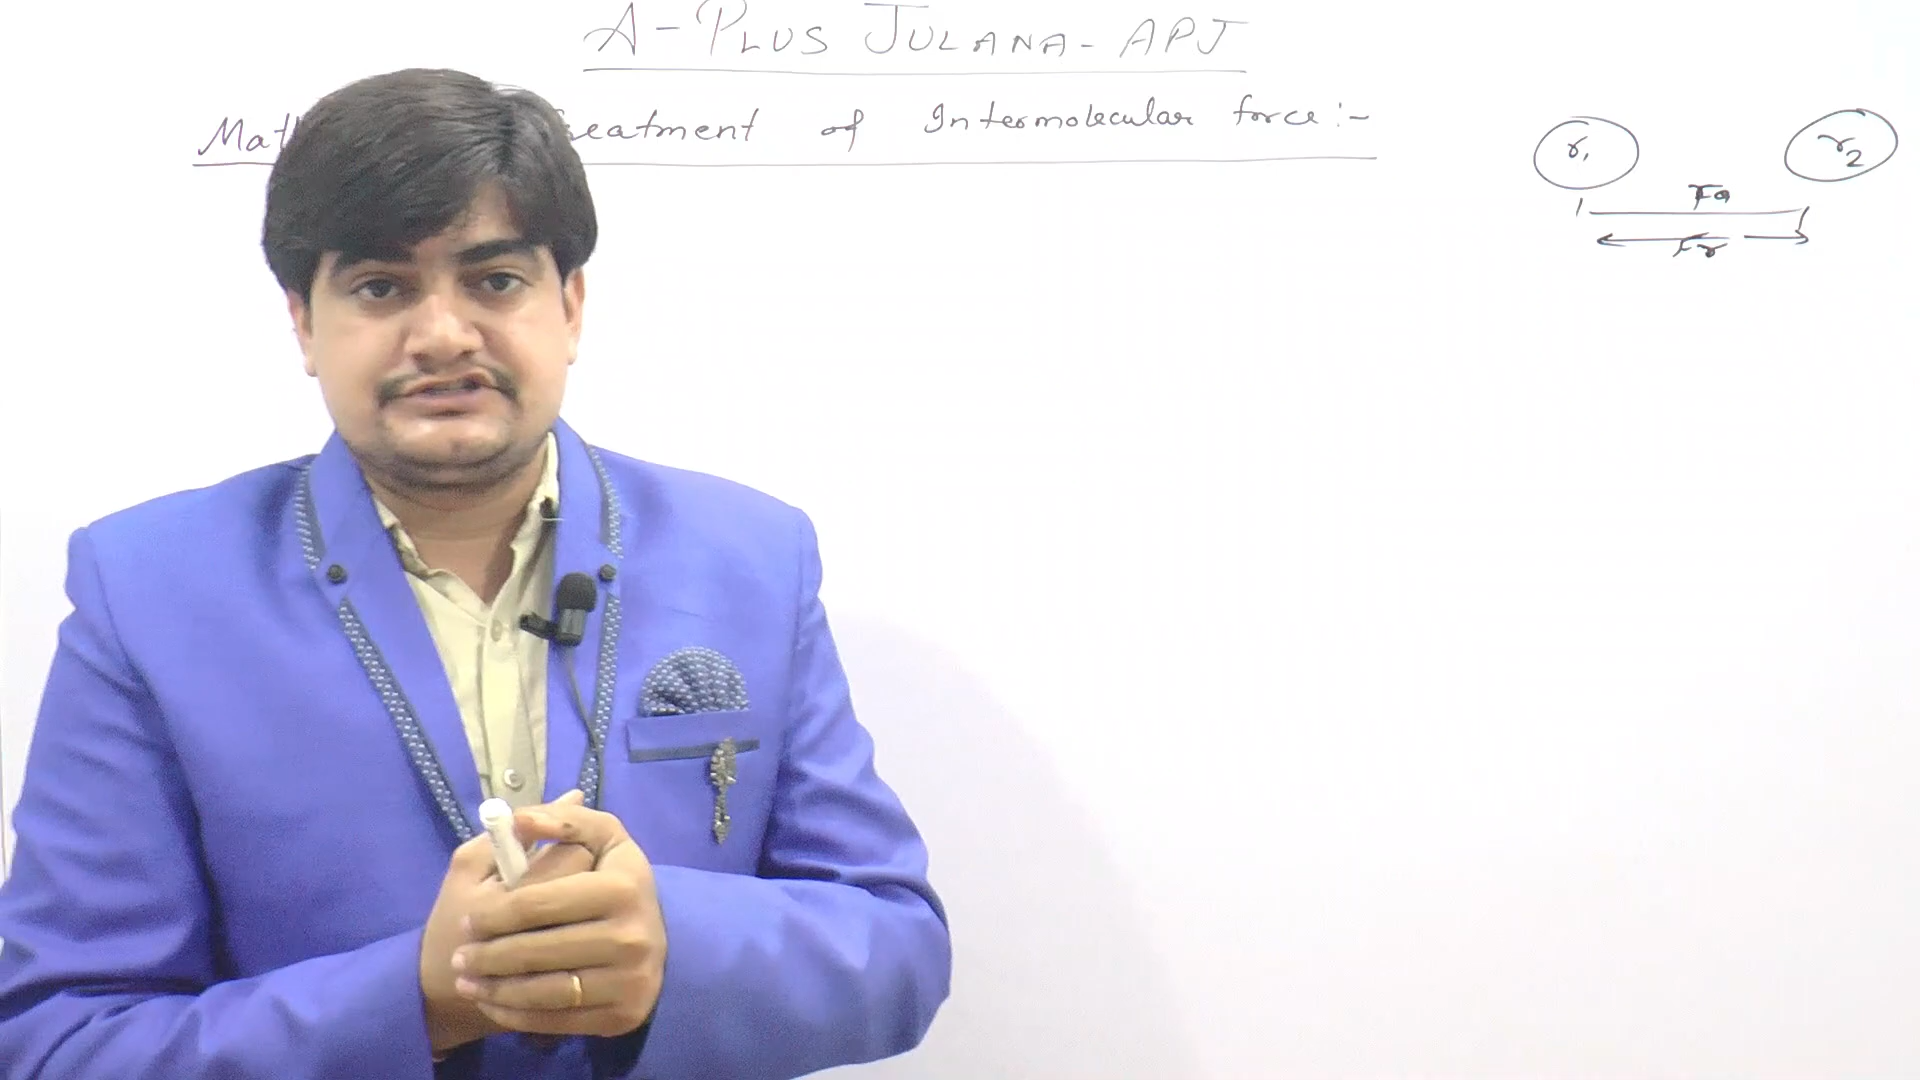 A-PLUS JULANA-APJ
Mat eatment of Intermolecular force:-
r1
r2
Fa
Fr